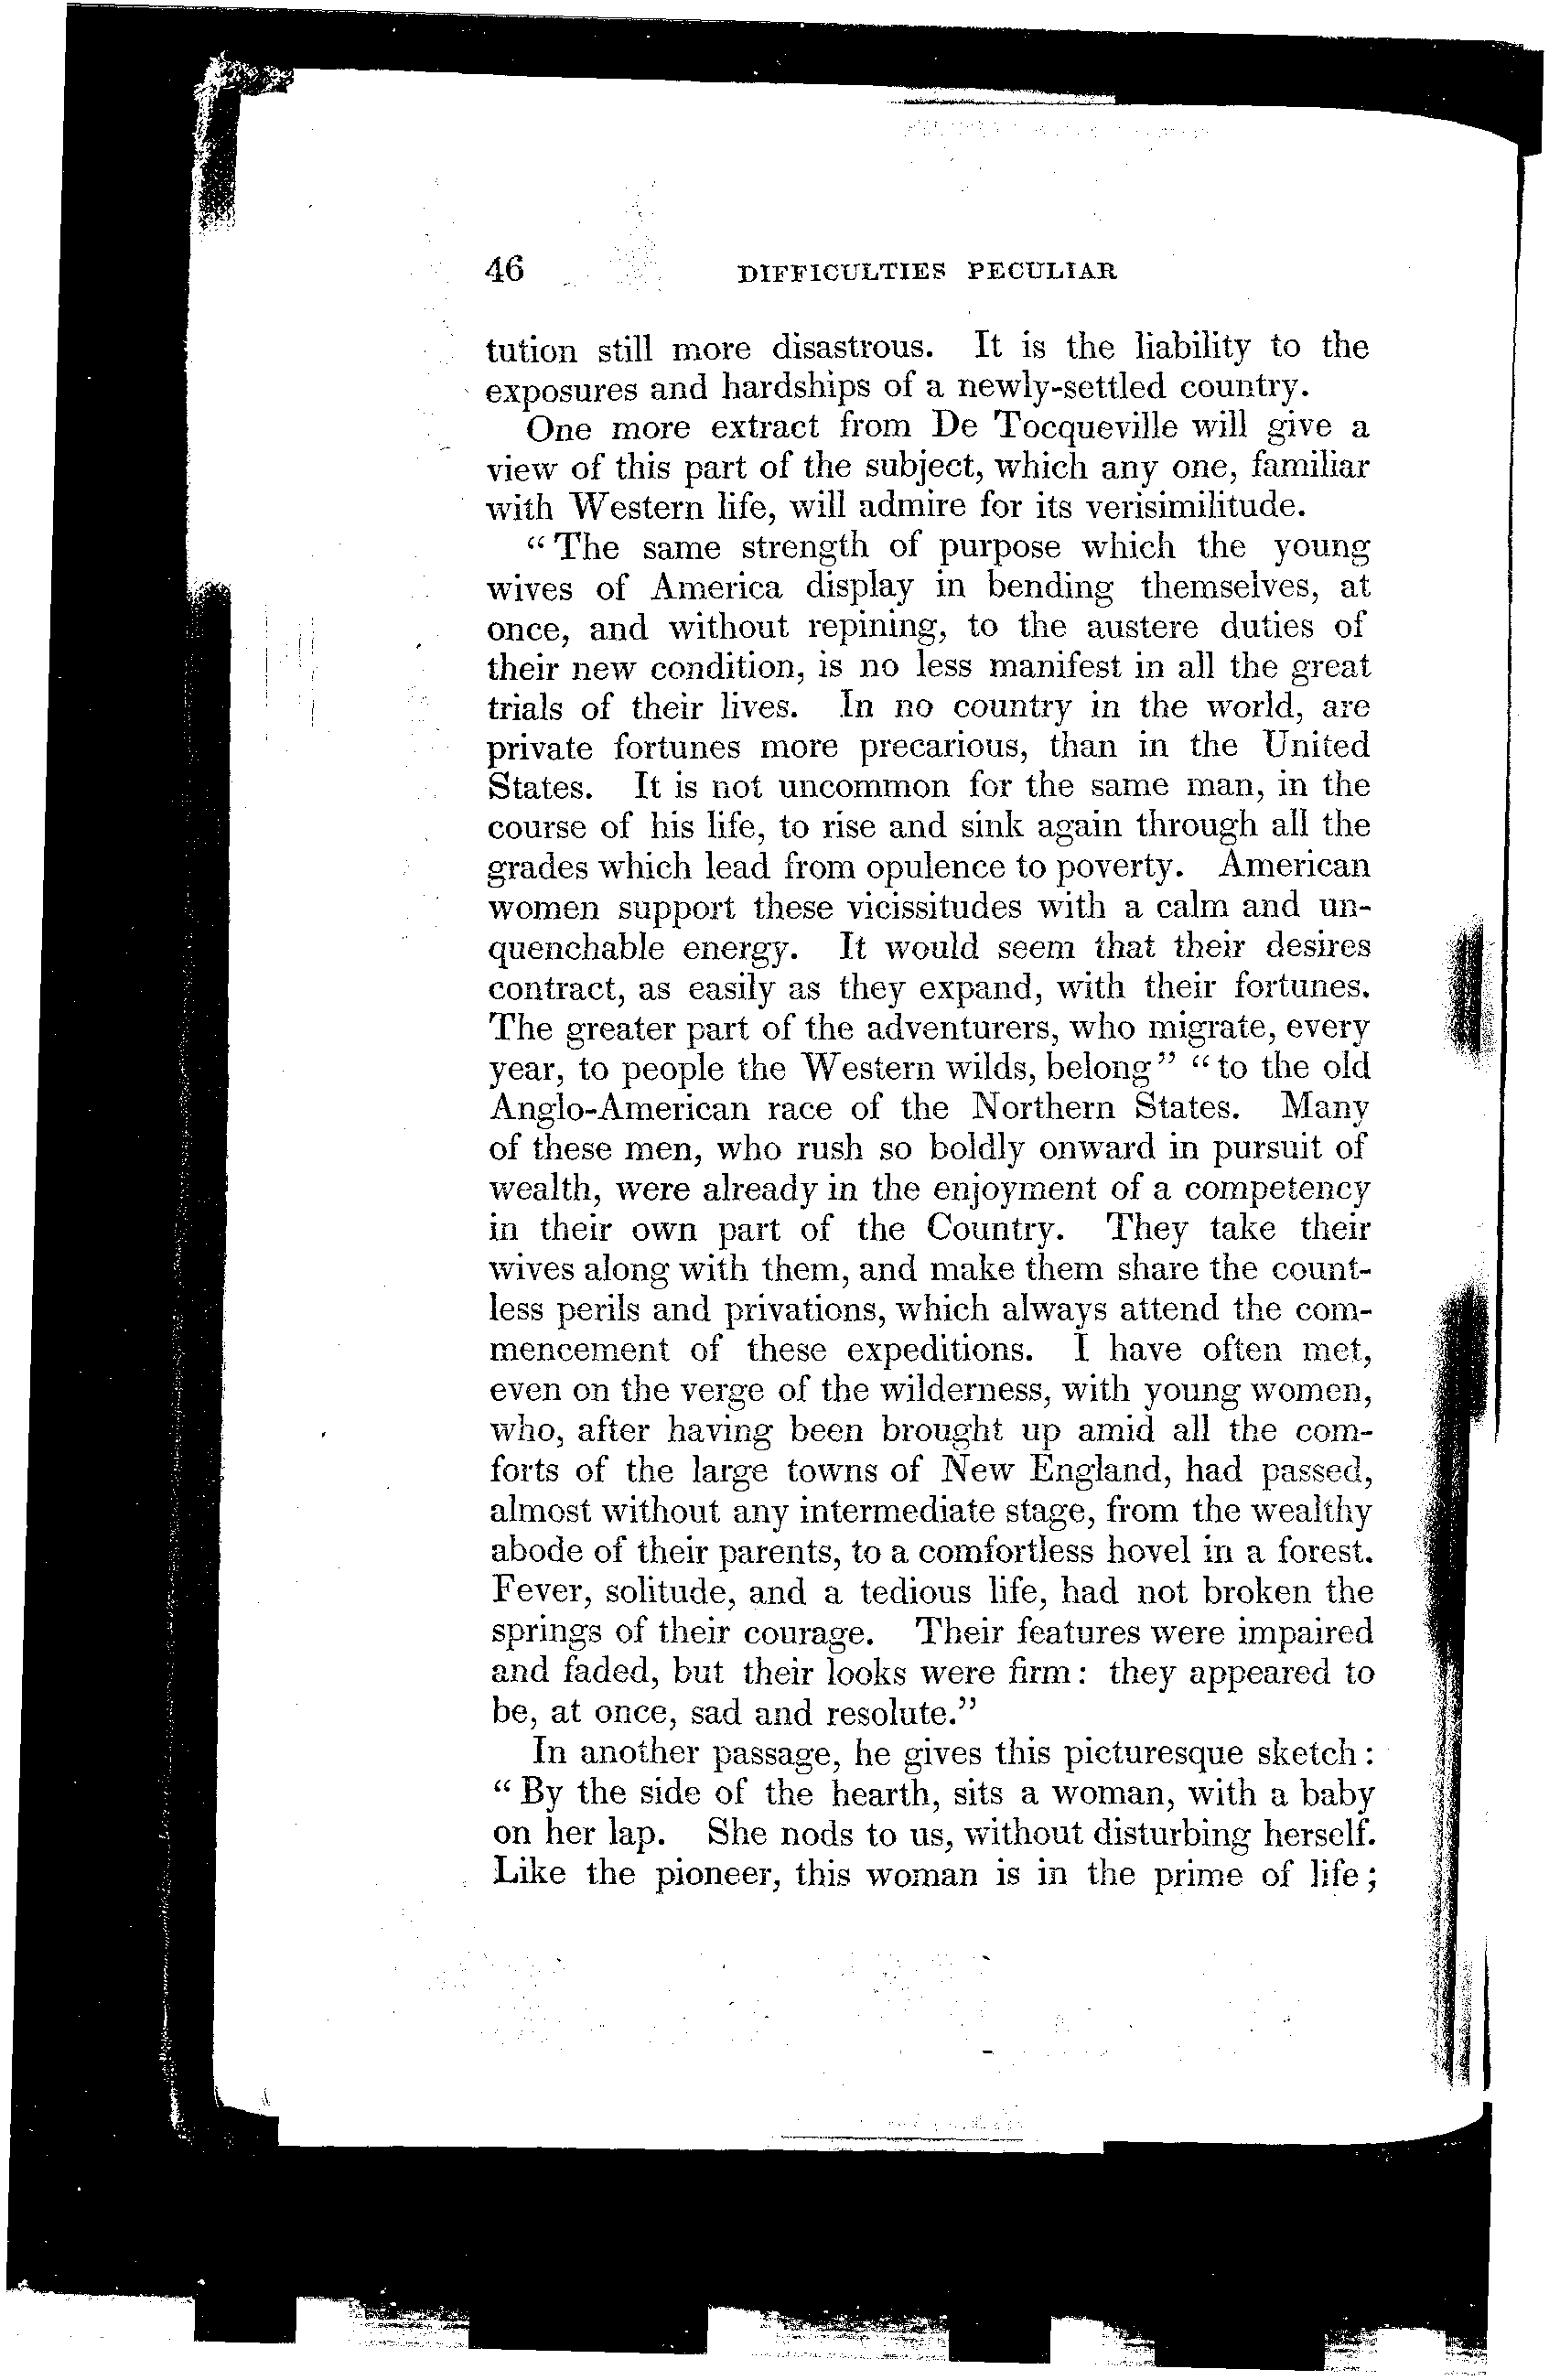 46 DIFFICULTIES PECULIAR
tution still more disastrous. It is the liability to the
exposures and hardships of a newly-settled country.
One more extract from De Tocqueville will give a
view of this part of the subject, which any one, familiar
with Western life, will admire for its verisimilitude.
"The same strength of purpose which the young
wives of America display in bending themselves, at
once, and without repining, to the austere duties of
their new condition, is no less manifest in all the great
trials of their lives. In no country in the world, are
private fortunes more precarious, than in the United
States. It is not uncommon for the same man, in the
course of his life, to rise and sink again through all the
grades which lead from opulence to poverty. American
women support these vicissitudes with a calm and un-
quenchable energy. It would seem that their desires
contract, as easily as they expand, with their fortunes.
The greater part of the adventurers, who migrate, every
year, to people the Western wilds, belong" "to the old
Anglo-American race of the Northern States. Many
of these men, who rush so boldly onward in pursuit of
wealth, were already in the enjoyment of a competency
in their own part of the Country. They take their
wives along with them, and make them share the count-
less perils and privations, which always attend the com-
mencement of these expeditions. I have often met,
even on the verge of the wilderness, with young women,
who, after having been brought up amid all the com-
forts of the large towns of New England, had passed,
almost without any intermediate stage, from the wealthy
abode of their parents, to a comfortless hovel in a forest.
Fever, solitude, and a tedious life, had not broken the
springs of their courage. Their features were impaired
and faded, but their looks were firm: they appeared to
be, at once, sad and resolute."
In another passage, he gives this picturesque sketch:
"By the side of the hearth, sits a woman, with a baby
on her lap. She nods to us, without disturbing herself.
Like the pioneer, this woman is in the prime of life;